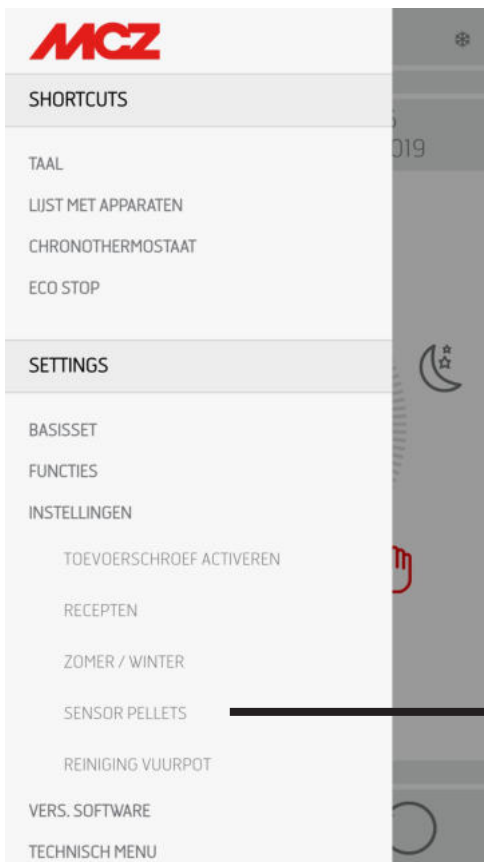 MCZ
SHORTCUTS
TAAL
LIJST MET APPARATEN
CHRONOTHERMOSTAAT
ECO STOP
SETTINGS
BASISSET
FUNCTIES
INSTELLINGEN
TOEVOERSCHROEF ACTIVEREN
RECEPTEN
ZOMER / WINTER
SENSOR PELLETS
REINIGING VUURPOT
VERS. SOFTWARE
TECHNISCH MENU